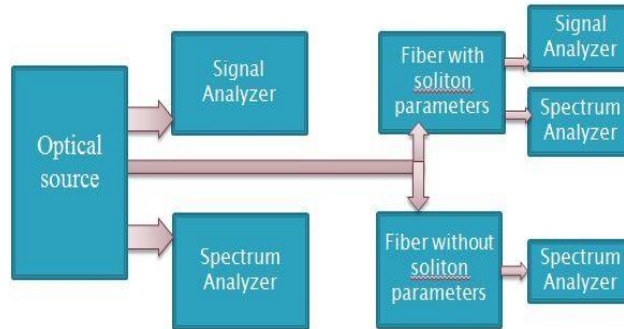 Optical
source
Signal
Analyzer
Spectrum
Analyzer
Fiber with
soliton
parameters
Signal
Analyzer
Spectrum
Analyzer
Fiber without
soliton
parameters
Spectrum
Analyzer